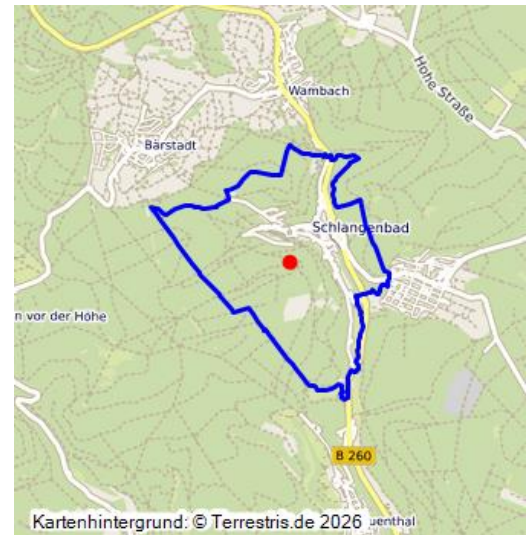 Hohe Straße
Wambach
Bärstadt
Schlangenbad
n vor der Höhe
B 260
Kartenhintergrund: © Terrestris.de 2026
uenthal